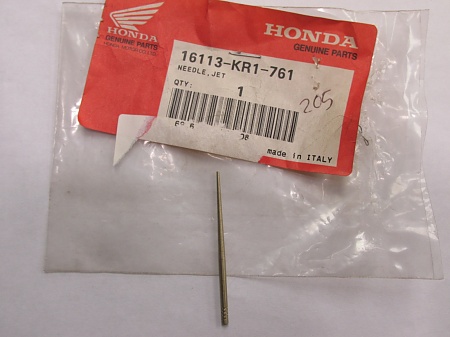 HONDA
GENUINE PARTS
HONDA
GENUINE PARTS
16113-KR1-761
NEEDLE,JET
QTY:
1
205
made in ITALY